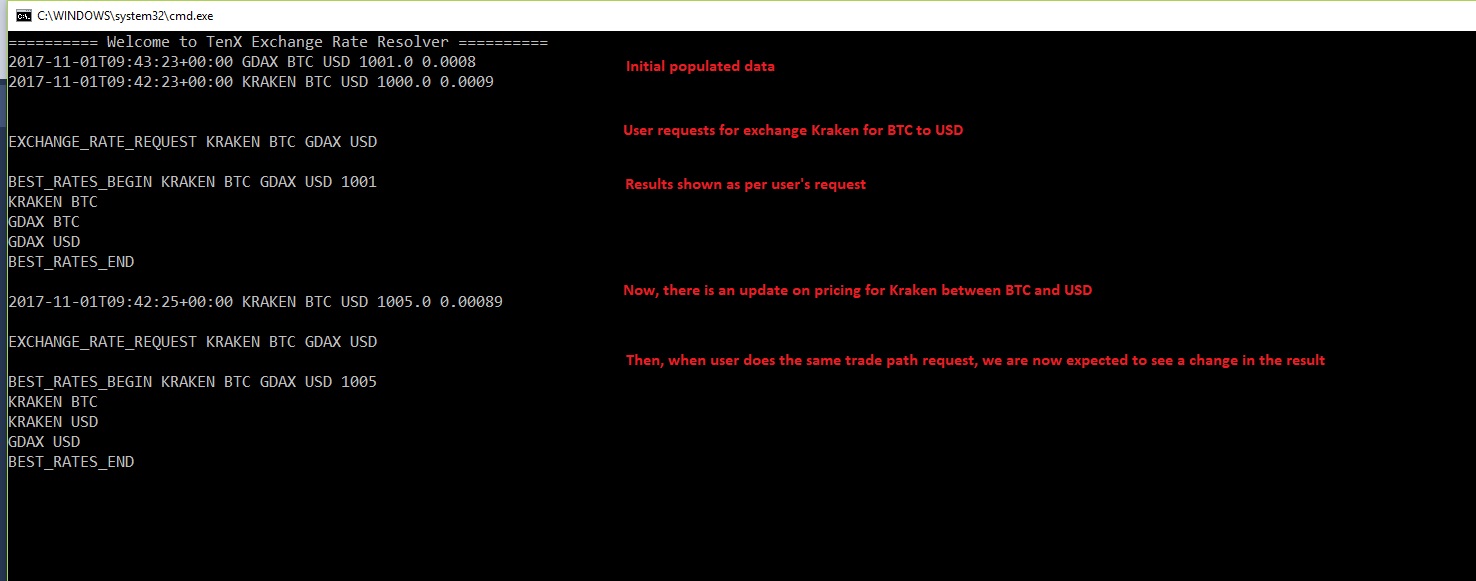 C:\WINDOWS\system32\cmd.exe
========== Welcome to TenX Exchange Rate Resolver ==========
2017-11-01T09:43:23+00:00 GDAX BTC USD 1001.0 0.0008
Initial populated data
2017-11-01T09:42:23+00:00 KRAKEN BTC USD 1000.0 0.0009
User requests for exchange Kraken for BTC to USD
EXCHANGE_RATE_REQUEST KRAKEN BTC GDAX USD
BEST_RATES_BEGIN KRAKEN BTC GDAX USD 1001
Results shown as per user's request
KRAKEN BTC
GDAX BTC
GDAX USD
BEST_RATES_END
Now, there is an update on pricing for Kraken between BTC and USD
2017-11-01T09:42:25+00:00 KRAKEN BTC USD 1005.0 0.00089
EXCHANGE_RATE_REQUEST KRAKEN BTC GDAX USD
Then, when user does the same trade path request, we are now expected to see a change in the result
BEST_RATES_BEGIN KRAKEN BTC GDAX USD 1005
KRAKEN BTC
KRAKEN USD
GDAX USD
BEST_RATES_END